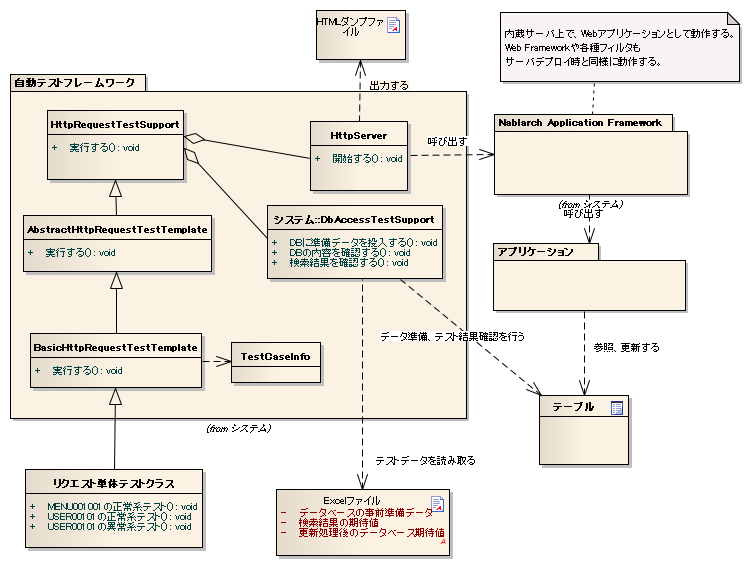 HTMLダンプファ
イル
内蔵サーバ上で、Webアプリケーションとして動作する。
Web Frameworkや各種フィルタも
サーバデプロイ時と同様に動作する。
自動テストフレームワーク
出力する
HttpRequestTestSupport
+ 実行する() : void
HttpServer
+ 開始する() : void
呼び出す
Nablarch Application Framework
(from システム)
呼び出す
AbstractHttpRequestTestTemplate
+ 実行する() : void
システム::DbAccessTestSupport
+ DBに準備データを投入する() : void
+ DBの内容を確認する() : void
+ 検索結果を確認する() : void
アプリケーション
BasicHttpRequestTestTemplate
+ 実行する() : void
TestCaseInfo
データ準備、テスト結果確認を行う
参照、更新する
テーブル
(from システム)
テストデータを読み取る
リクエスト単体テストクラス
+ MENU001001の正常系テスト() : void
+ USER00101の正常系テスト() : void
+ USER00101の異常系テスト() : void
Excelファイル
- データベースの事前準備データ
- 検索結果の期待値
- 更新処理後のデータベース期待値